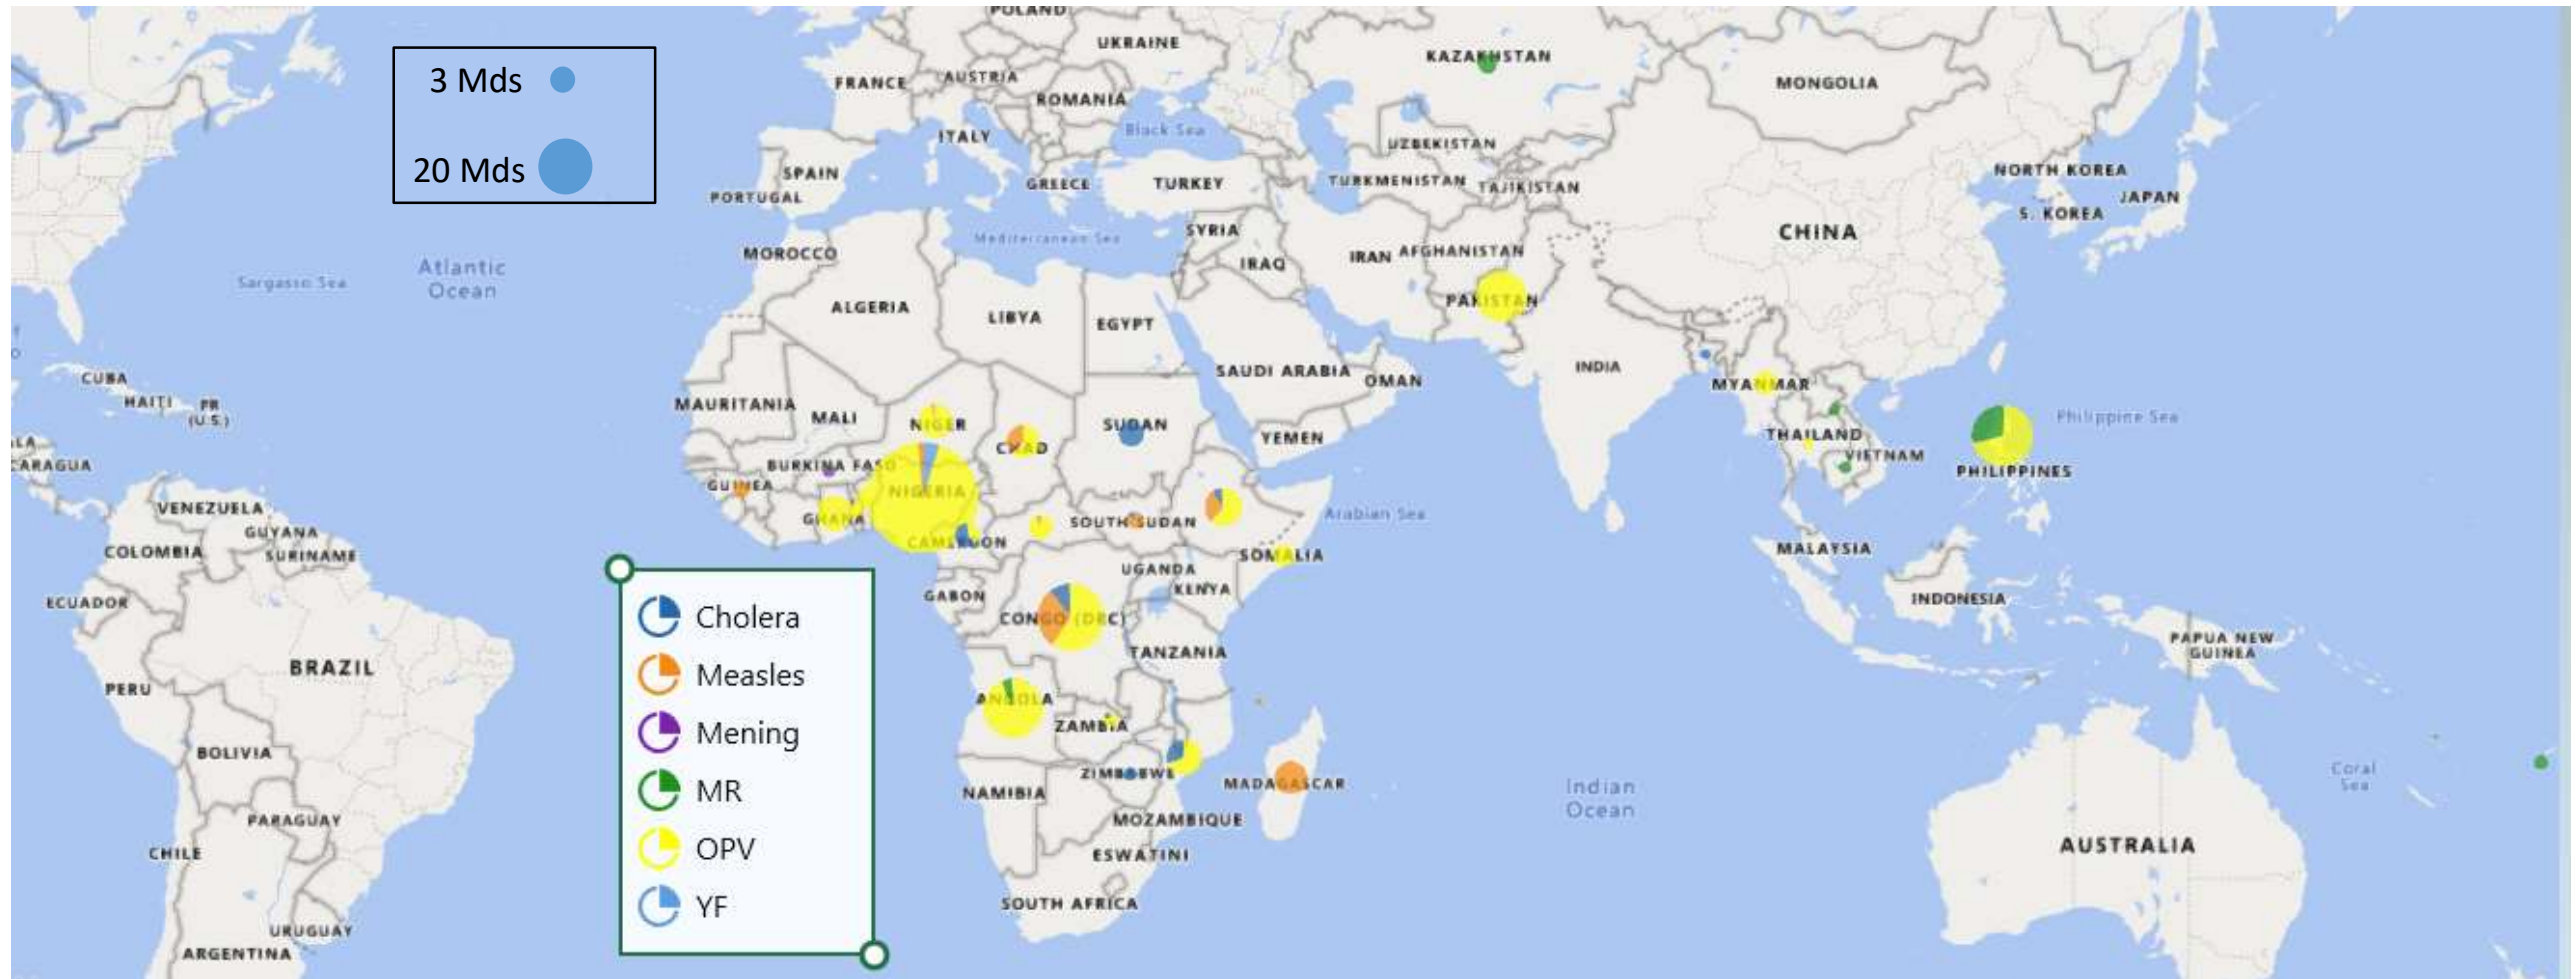 POLAND
UKRAINE
KAZAKHSTAN
3 Mds
FRANCE
AUSTRIA
MONGOLIA
ROMANIA
Black Sea
ITALY
UZBEKISTAN
20 Mds
SPAIN
GREECE
TURKEY
TURKMENISTAN
TAJIKISTAN
NORTH KOREA
PORTUGAL
JAPAN
S. KOREA
SYRIA
CHINA
Mediterranean Sea
MOROCCO
IRAN
AFGHANISTAN
IRAQ
Atlantic
Ocean
Sargasso Sea
PAKISTAN
ALGERIA
LIBYA
EGYPT
INDIA
SAUDI ARABIA
OMAN
CUBA
MYANMAR
HAITI
PR
(U.S.)
MAURITANIA
MALI
NIGER
SUDAN
YEMEN
CHAD
Philippine Sea
THAILAND
VIETNAM
PHILIPPINES
LA
CARAGUA
BURKINA FASO
GUINEA
NIGERIA
VENEZUELA
GHANA
SOUTH SUDAN
Arabian Sea
GUYANA
CAMEROON
COLOMBIA
SURINAME
SOMALIA
MALAYSIA
UGANDA
KENYA
GABON
ECUADOR
INDONESIA
CONGO (DRC)
Cholera
TANZANIA
PAPUA NEW
GUINEA
BRAZIL
Measles
PERU
ANGOLA
ZAMBIA
Mening
BOLIVIA
ZIMBABWE
MADAGASCAR
Coral
Sea
Indian
Ocean
NAMIBIA
MR
PARAGUAY
MOZAMBIQUE
CHILE
OPV
ESWATINI
AUSTRALIA
SOUTH AFRICA
YF
URUGUAY
ARGENTINA